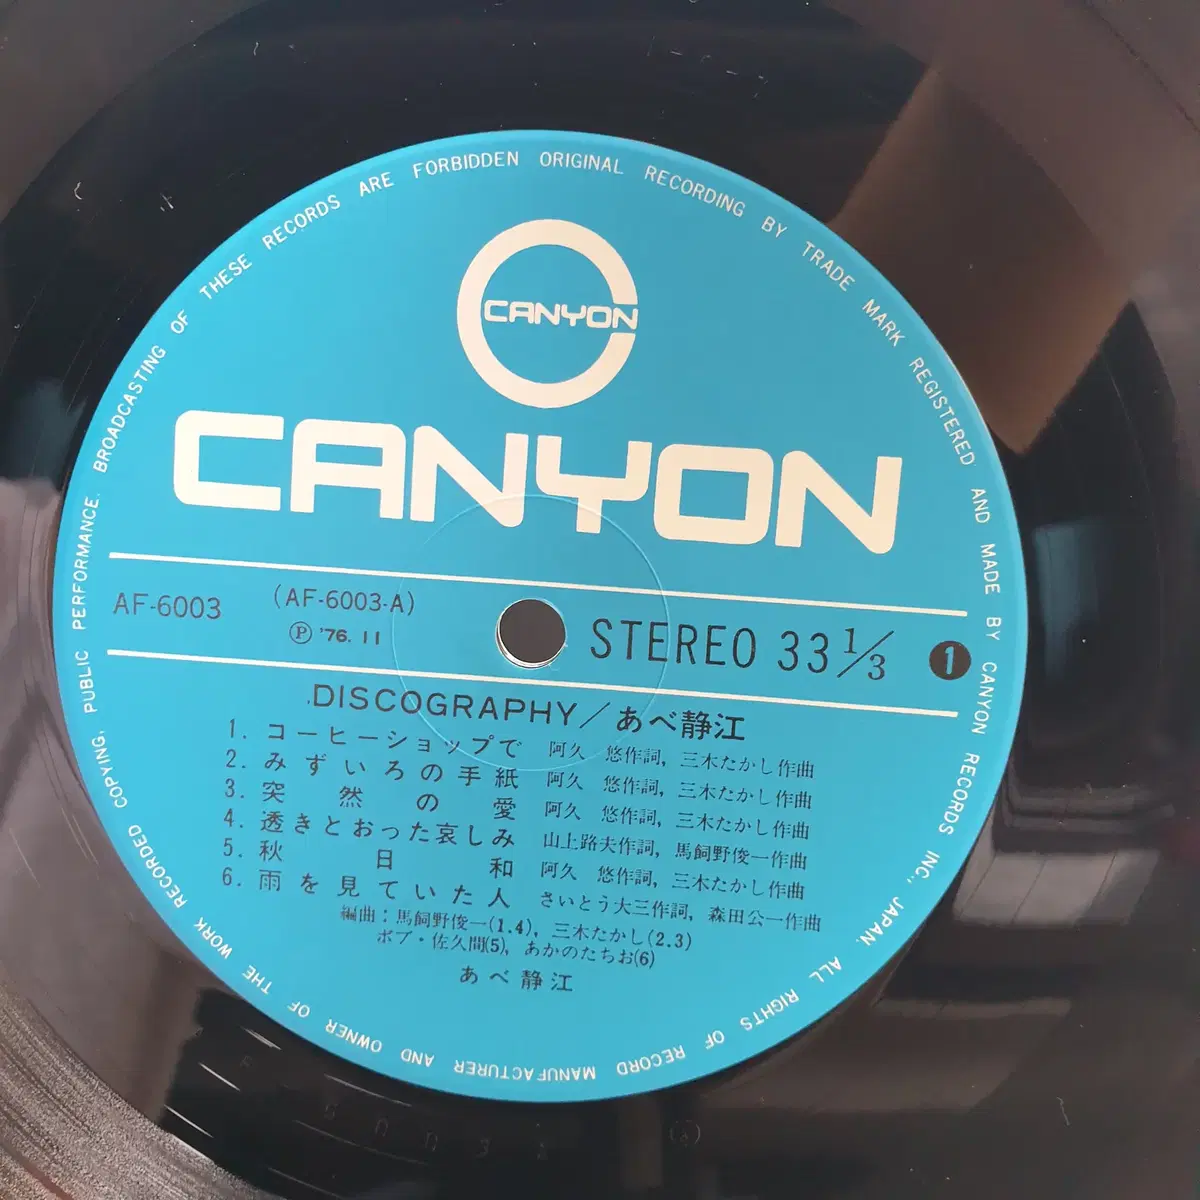 BROADCASTING OF THESE RECORDS ARE FORBIDDEN ORIGINAL RECORDING BY TRADE MARK REGISTERED AND MADE BY CANYON RECORDS INC., JAPAN. ALL RIGHTS OF RECORD MANUFACTURER AND OWNER OF THE WORK RECORDED COPYING, PUBLIC PERFORMANCE.
CANYON
CANYON
AF-6003 (AF-6003-A) STEREO 33 1/3 1
Ⓟ '76.11
DISCOGRAPHY/あべ静江
1. コーヒーショップで 阿久 悠作詞, 三木たかし作曲
2. みずいろの手紙 阿久 悠作詞, 三木たかし作曲
3. 突然の愛 阿久 悠作詞, 三木たかし作曲
4. 透きとおった哀しみ 山上路夫作詞, 馬飼野俊一作曲
5. 秋日和 阿久 悠作詞, 三木たかし作曲
6. 雨を見ていた人 さいとう大三作詞, 森田公一作曲
編曲：馬飼野俊一(1.4), 三木たかし(2.3)
ボブ・佐久間(5), あかのたちお(6)
あべ静江